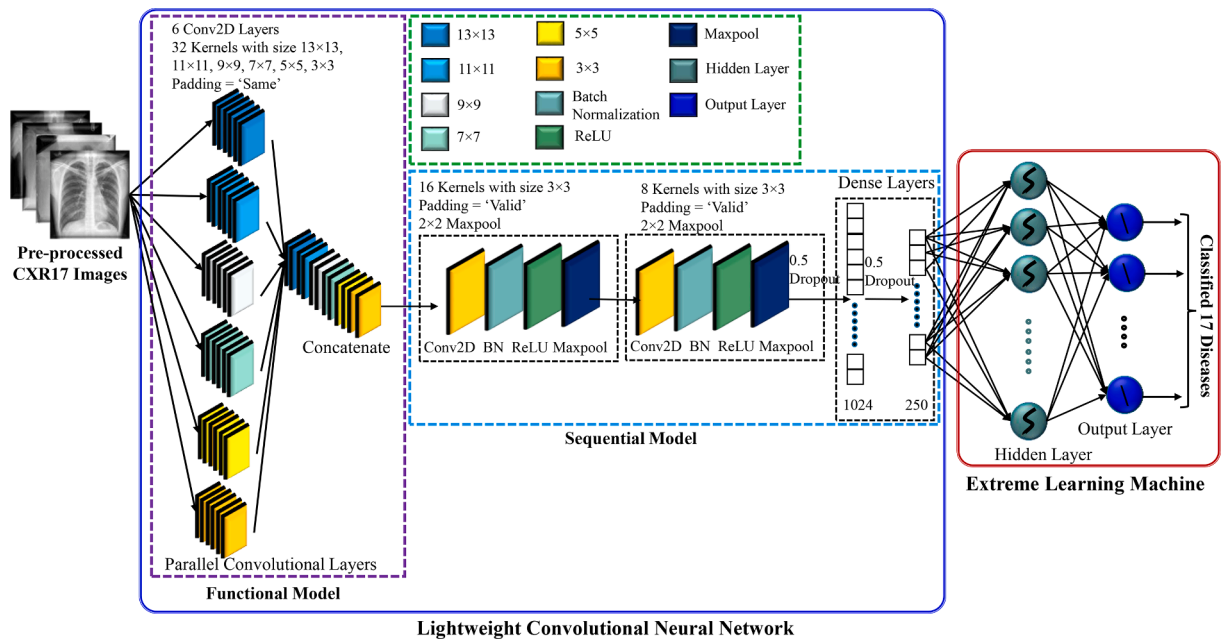 6 Conv2D Layers
32 Kernels with size 13×13,
11×11, 9×9, 7×7, 5×5, 3×3
Padding = ‘Same’
13×13
11×11
9×9
7×7
5×5
3×3
Batch
Normalization
ReLU
Maxpool
Hidden Layer
Output Layer
Pre-processed
CXR17 Images
Concatenate
Parallel Convolutional Layers
Functional Model
16 Kernels with size 3×3
Padding = ‘Valid’
2×2 Maxpool
Conv2D BN ReLU Maxpool
8 Kernels with size 3×3
Padding = ‘Valid’
2×2 Maxpool
Conv2D BN ReLU Maxpool
0.5
Dropout
Dense Layers
0.5
Dropout
1024
250
Sequential Model
Hidden Layer
Output Layer
Classified 17 Diseases
Extreme Learning Machine
Lightweight Convolutional Neural Network